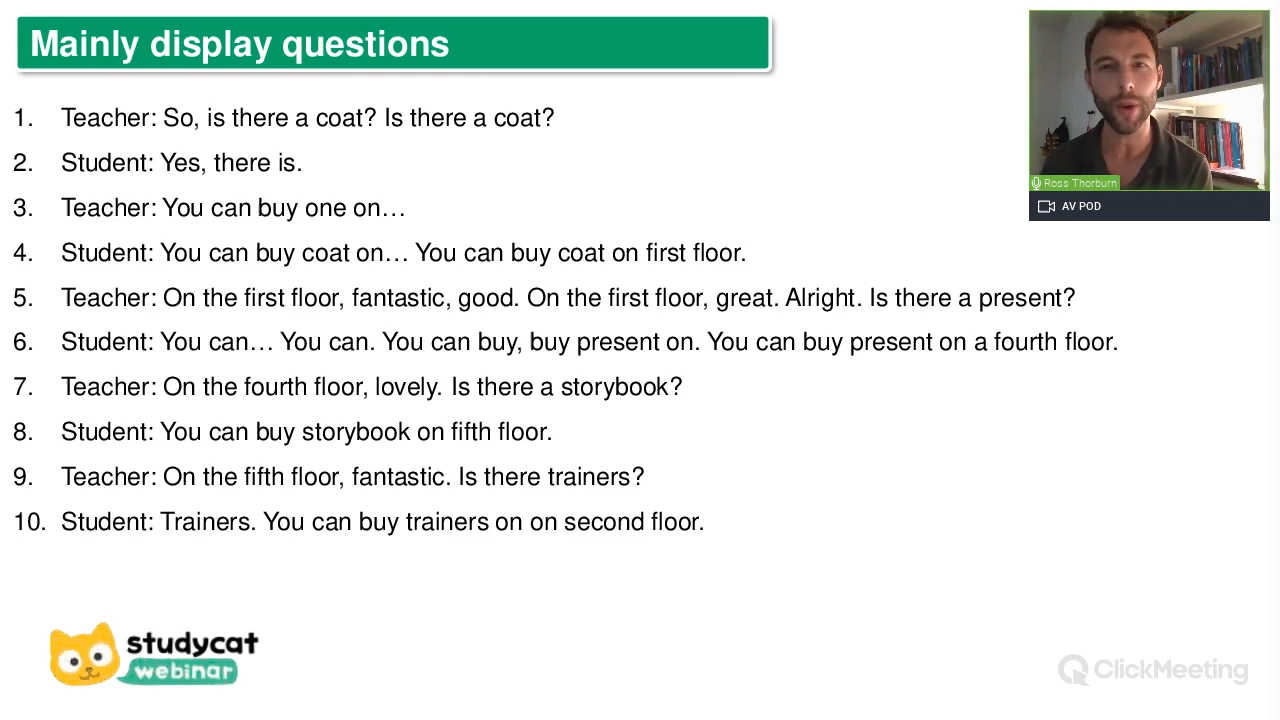 Mainly display questions
1. Teacher: So, is there a coat? Is there a coat?
2. Student: Yes, there is.
3. Teacher: You can buy one on…
4. Student: You can buy coat on… You can buy coat on first floor.
5. Teacher: On the first floor, fantastic, good. On the first floor, great. Alright. Is there a present?
6. Student: You can… You can. You can buy, buy present on. You can buy present on a fourth floor.
7. Teacher: On the fourth floor, lovely. Is there a storybook?
8. Student: You can buy storybook on fifth floor.
9. Teacher: On the fifth floor, fantastic. Is there trainers?
10. Student: Trainers. You can buy trainers on on second floor.
Ross Thorburn
AV POD
studycat
webinar
ClickMeeting